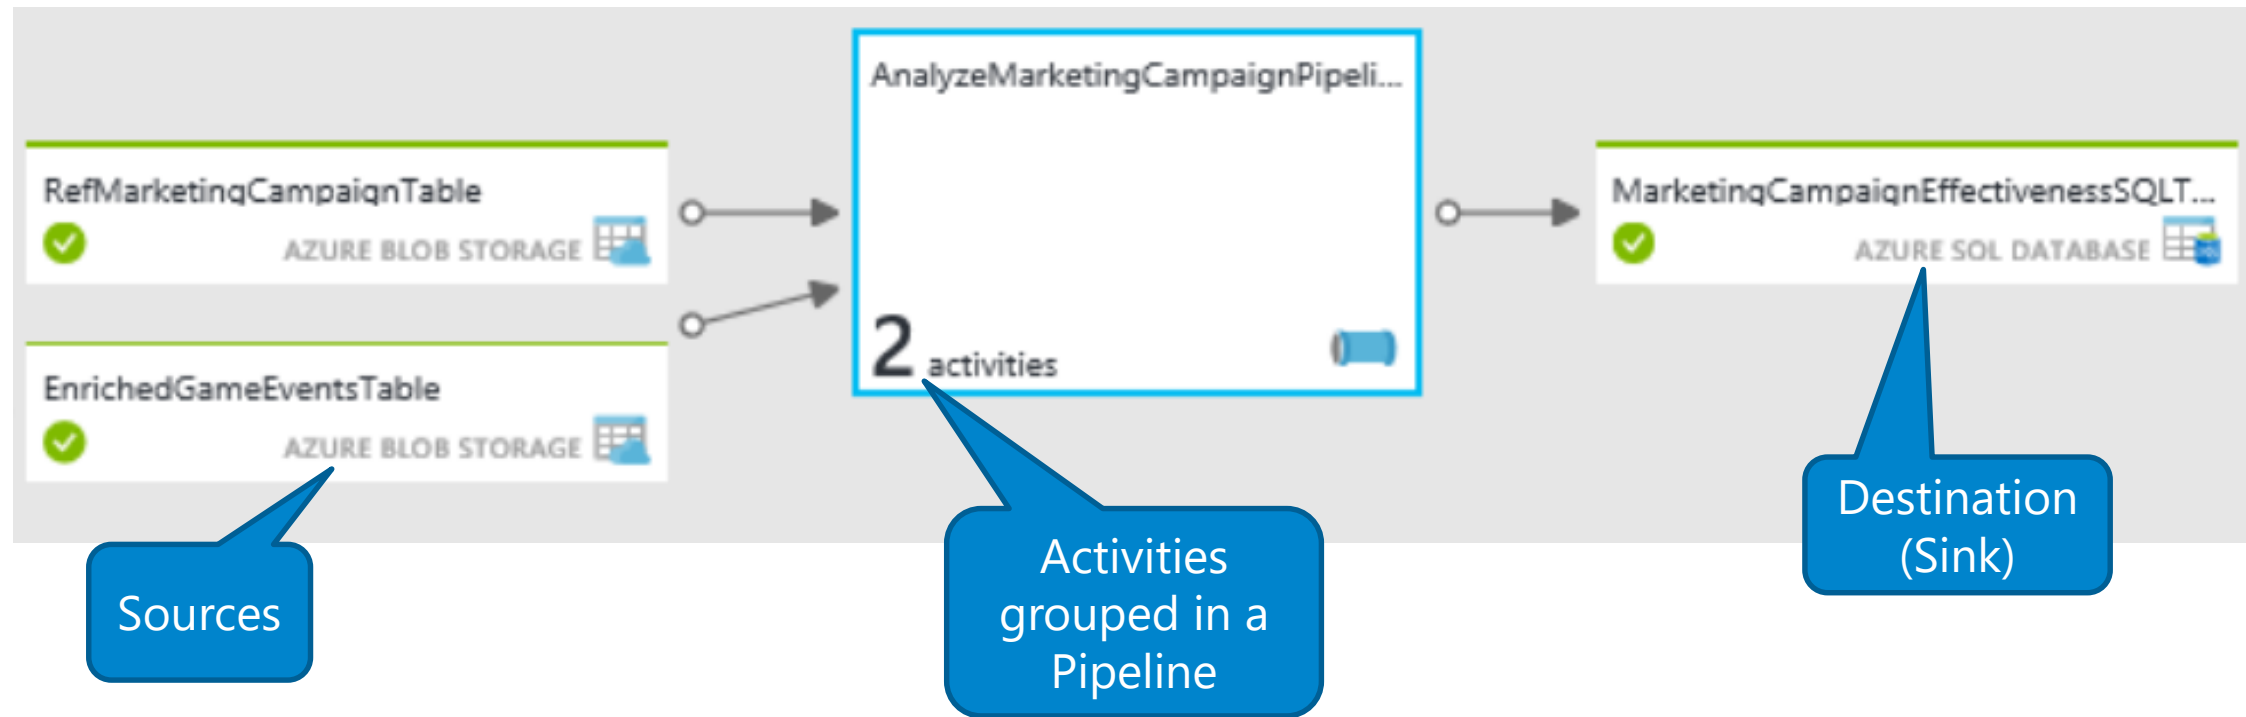 AnalyzeMarketingCampaignPipeli...
RefMarketingCampaignTable
AZURE BLOB STORAGE
MarketingCampaignEffectivenessSQLT...
AZURE SQL DATABASE
2 activities
EnrichedGameEventsTable
AZURE BLOB STORAGE
Sources
Activities
grouped in a
Pipeline
Destination
(Sink)